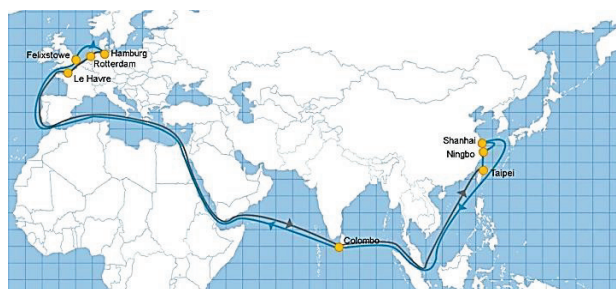 Hamburg
Felixstowe
Rotterdam
Le Havre
Shanhai
Ningbo
Taipei
Colombo